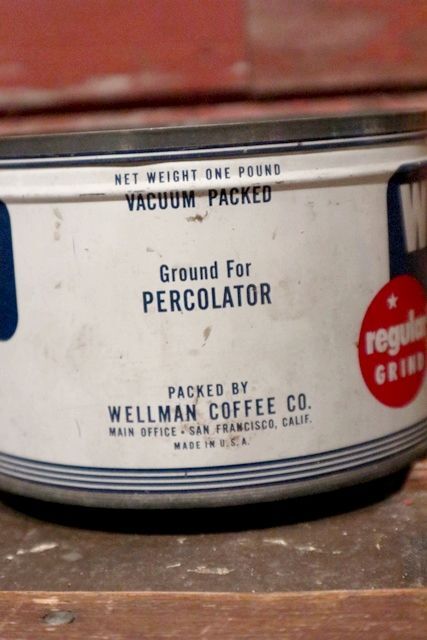 NET WEIGHT ONE POUND
VACUUM PACKED
Ground For
PERCOLATOR
PACKED BY
WELLMAN COFFEE CO.
MAIN OFFICE • SAN FRANCISCO, CALIF.
MADE IN U.S.A.
regular
GRIND